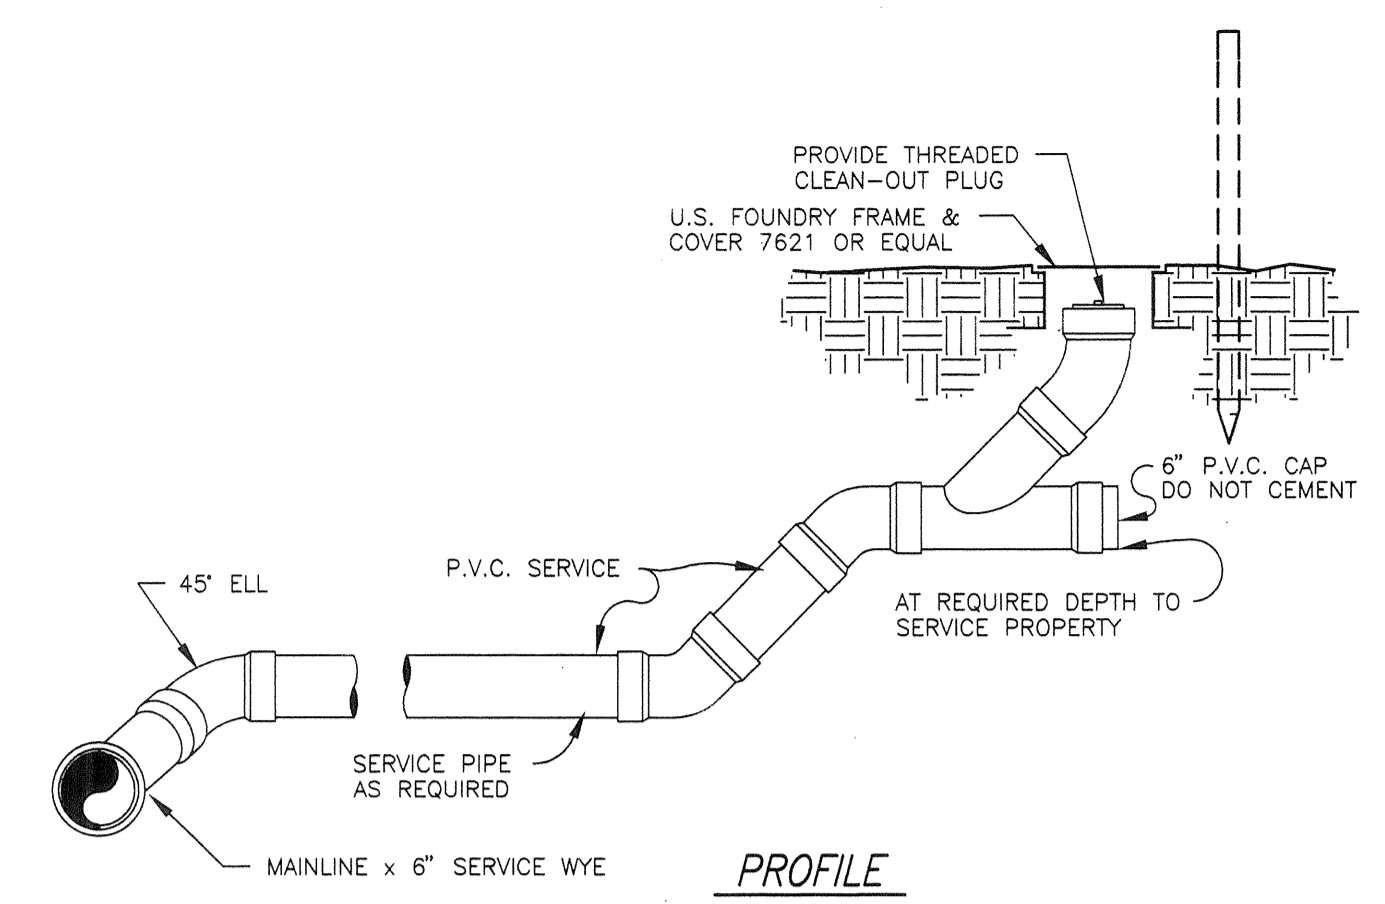 PROVIDE THREADED
CLEAN-OUT PLUG
U.S. FOUNDRY FRAME &
COVER 7621 OR EQUAL
6" P.V.C. CAP
DO NOT CEMENT
P.V.C. SERVICE
45° ELL
AT REQUIRED DEPTH TO
SERVICE PROPERTY
SERVICE PIPE
AS REQUIRED
MAINLINE x 6" SERVICE WYE
PROFILE